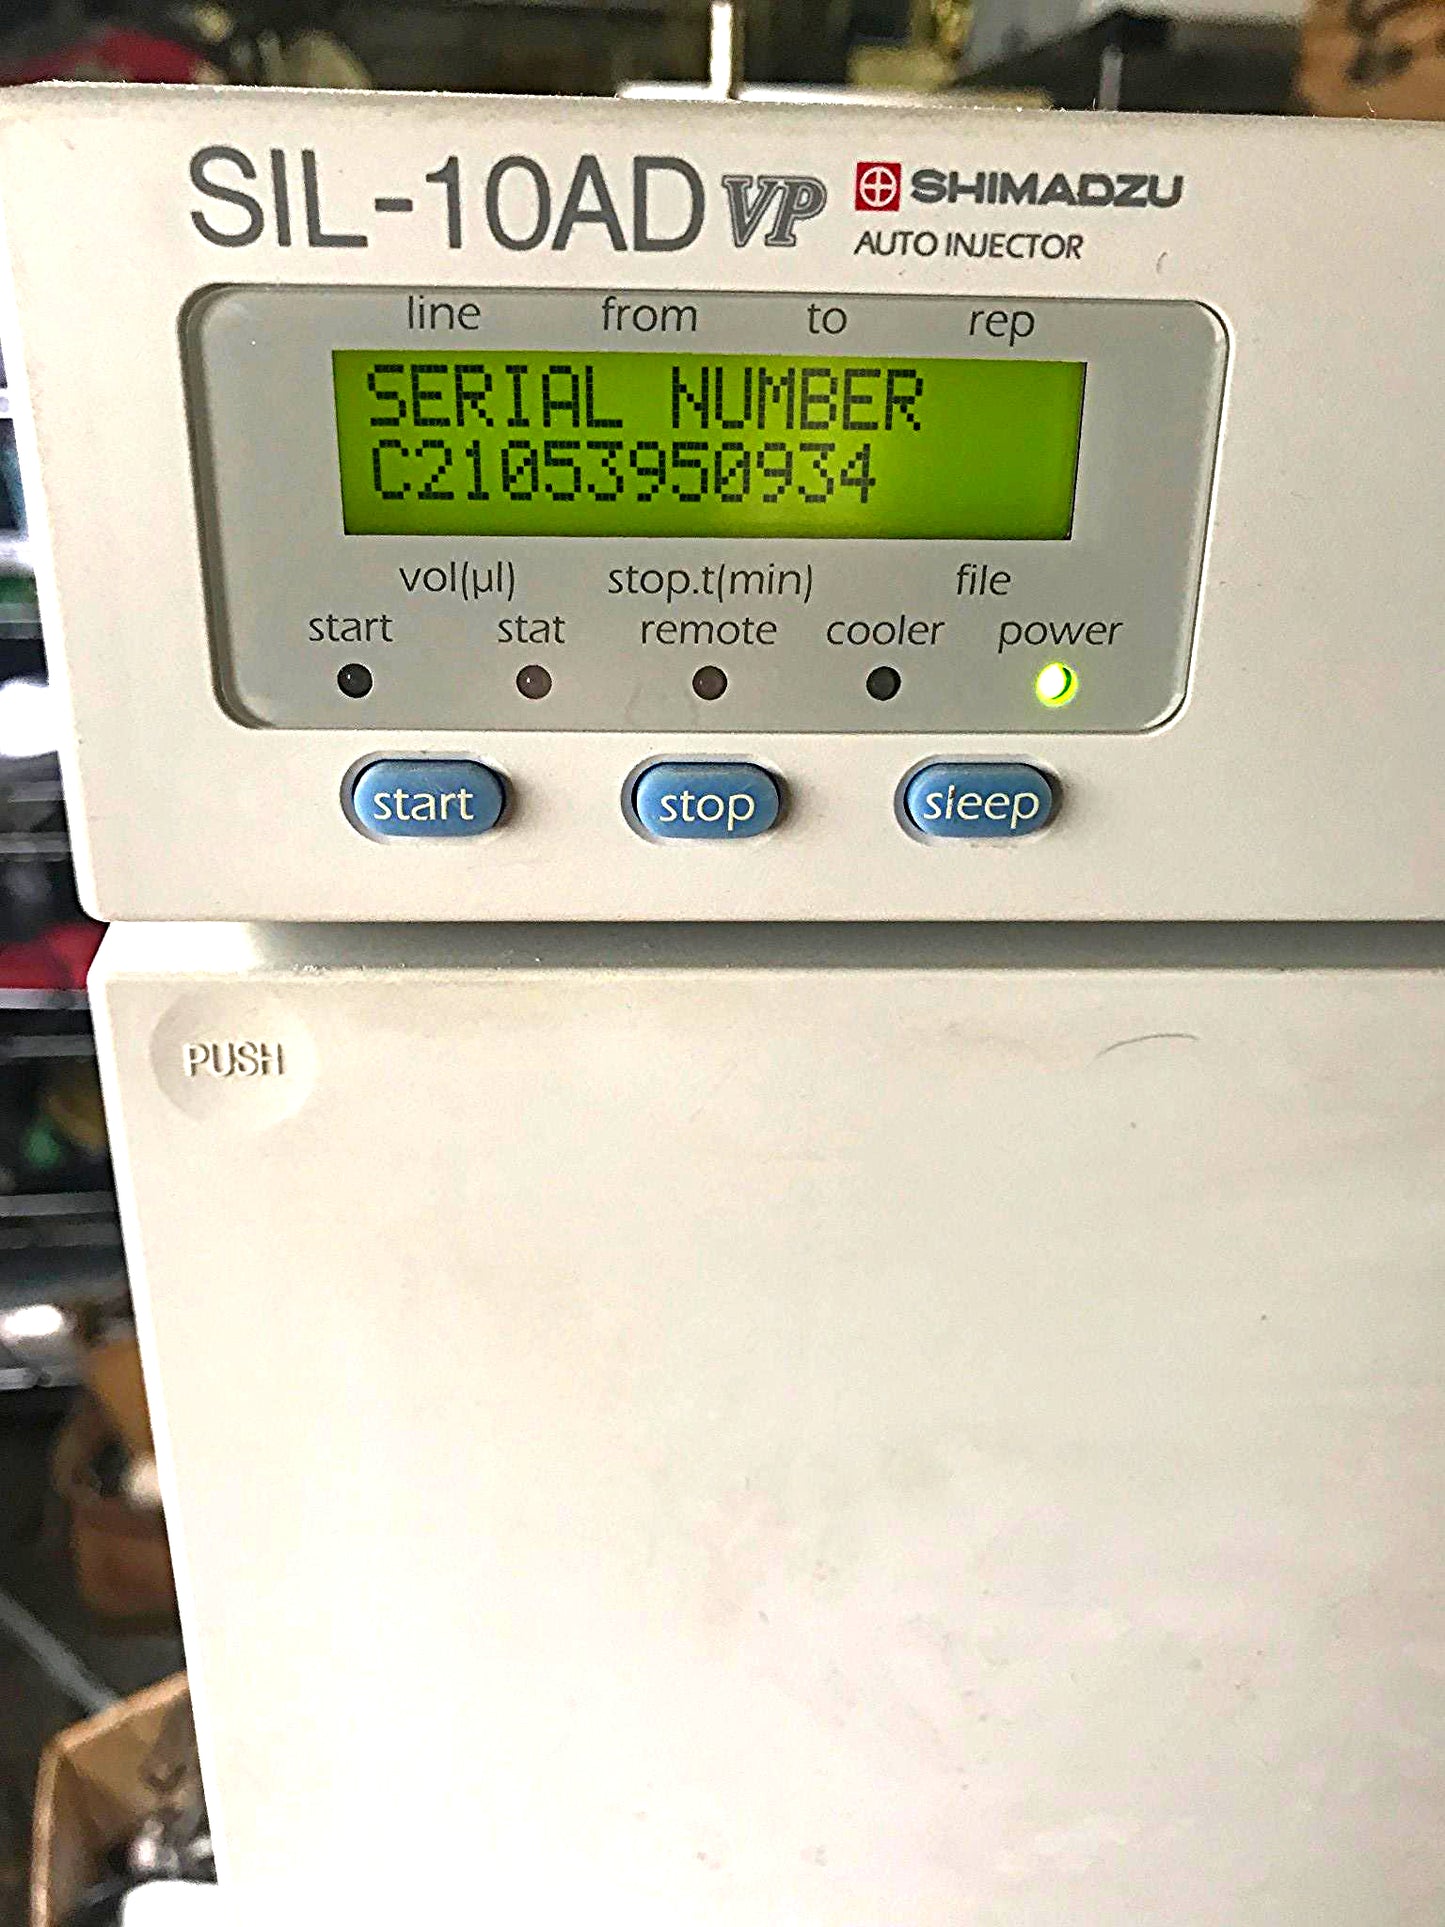 SIL-10AD VP SHIMADZU
AUTO INJECTOR
line from to rep
SERIAL NUMBER
C21053950934
vol(µl) stop.t(min) file
start stat remote cooler power
start stop sleep
PUSH